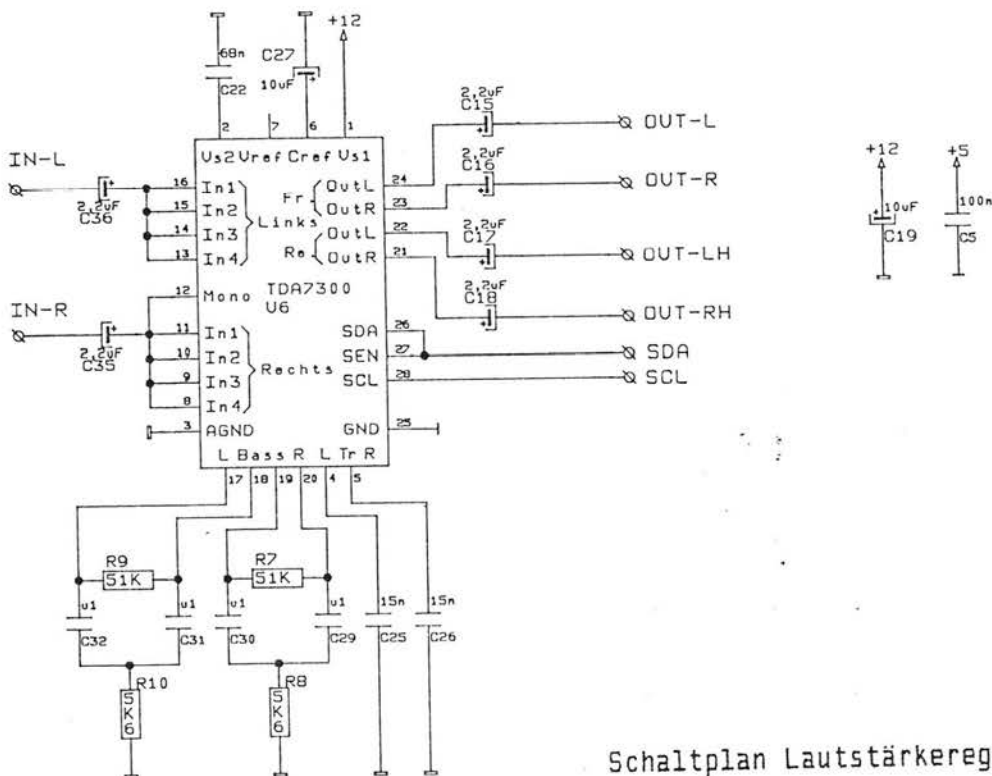 +12
68n
C22
C27
10uF
2
7
6
1
Vs2 Vref Cref Vs1
IN-L
2,2uF
C36
16
15
14
13
In1
In2
In3
In4
Links
Fr
OutL
OutR
Re
OutL
OutR
24
23
22
21
2,2uF
C15
OUT-L
2,2uF
C16
OUT-R
2,2uF
C17
OUT-LH
2,2uF
C18
OUT-RH
+12
10uF
C19
+5
100n
C5
12
Mono
TDA7300
U6
IN-R
2,2uF
C35
11
10
9
8
In1
In2
In3
In4
Rechts
SDA
SEN
SCL
26
27
28
SDA
SCL
3
AGND
GND
25
L Bass R L Tr R
17
18
19
20
4
5
R9
51K
R7
51K
u1
C32
u1
C31
u1
C30
u1
C29
15n
C25
15n
C26
R10
5K6
R8
5K6
Schaltplan Lautstärkereg